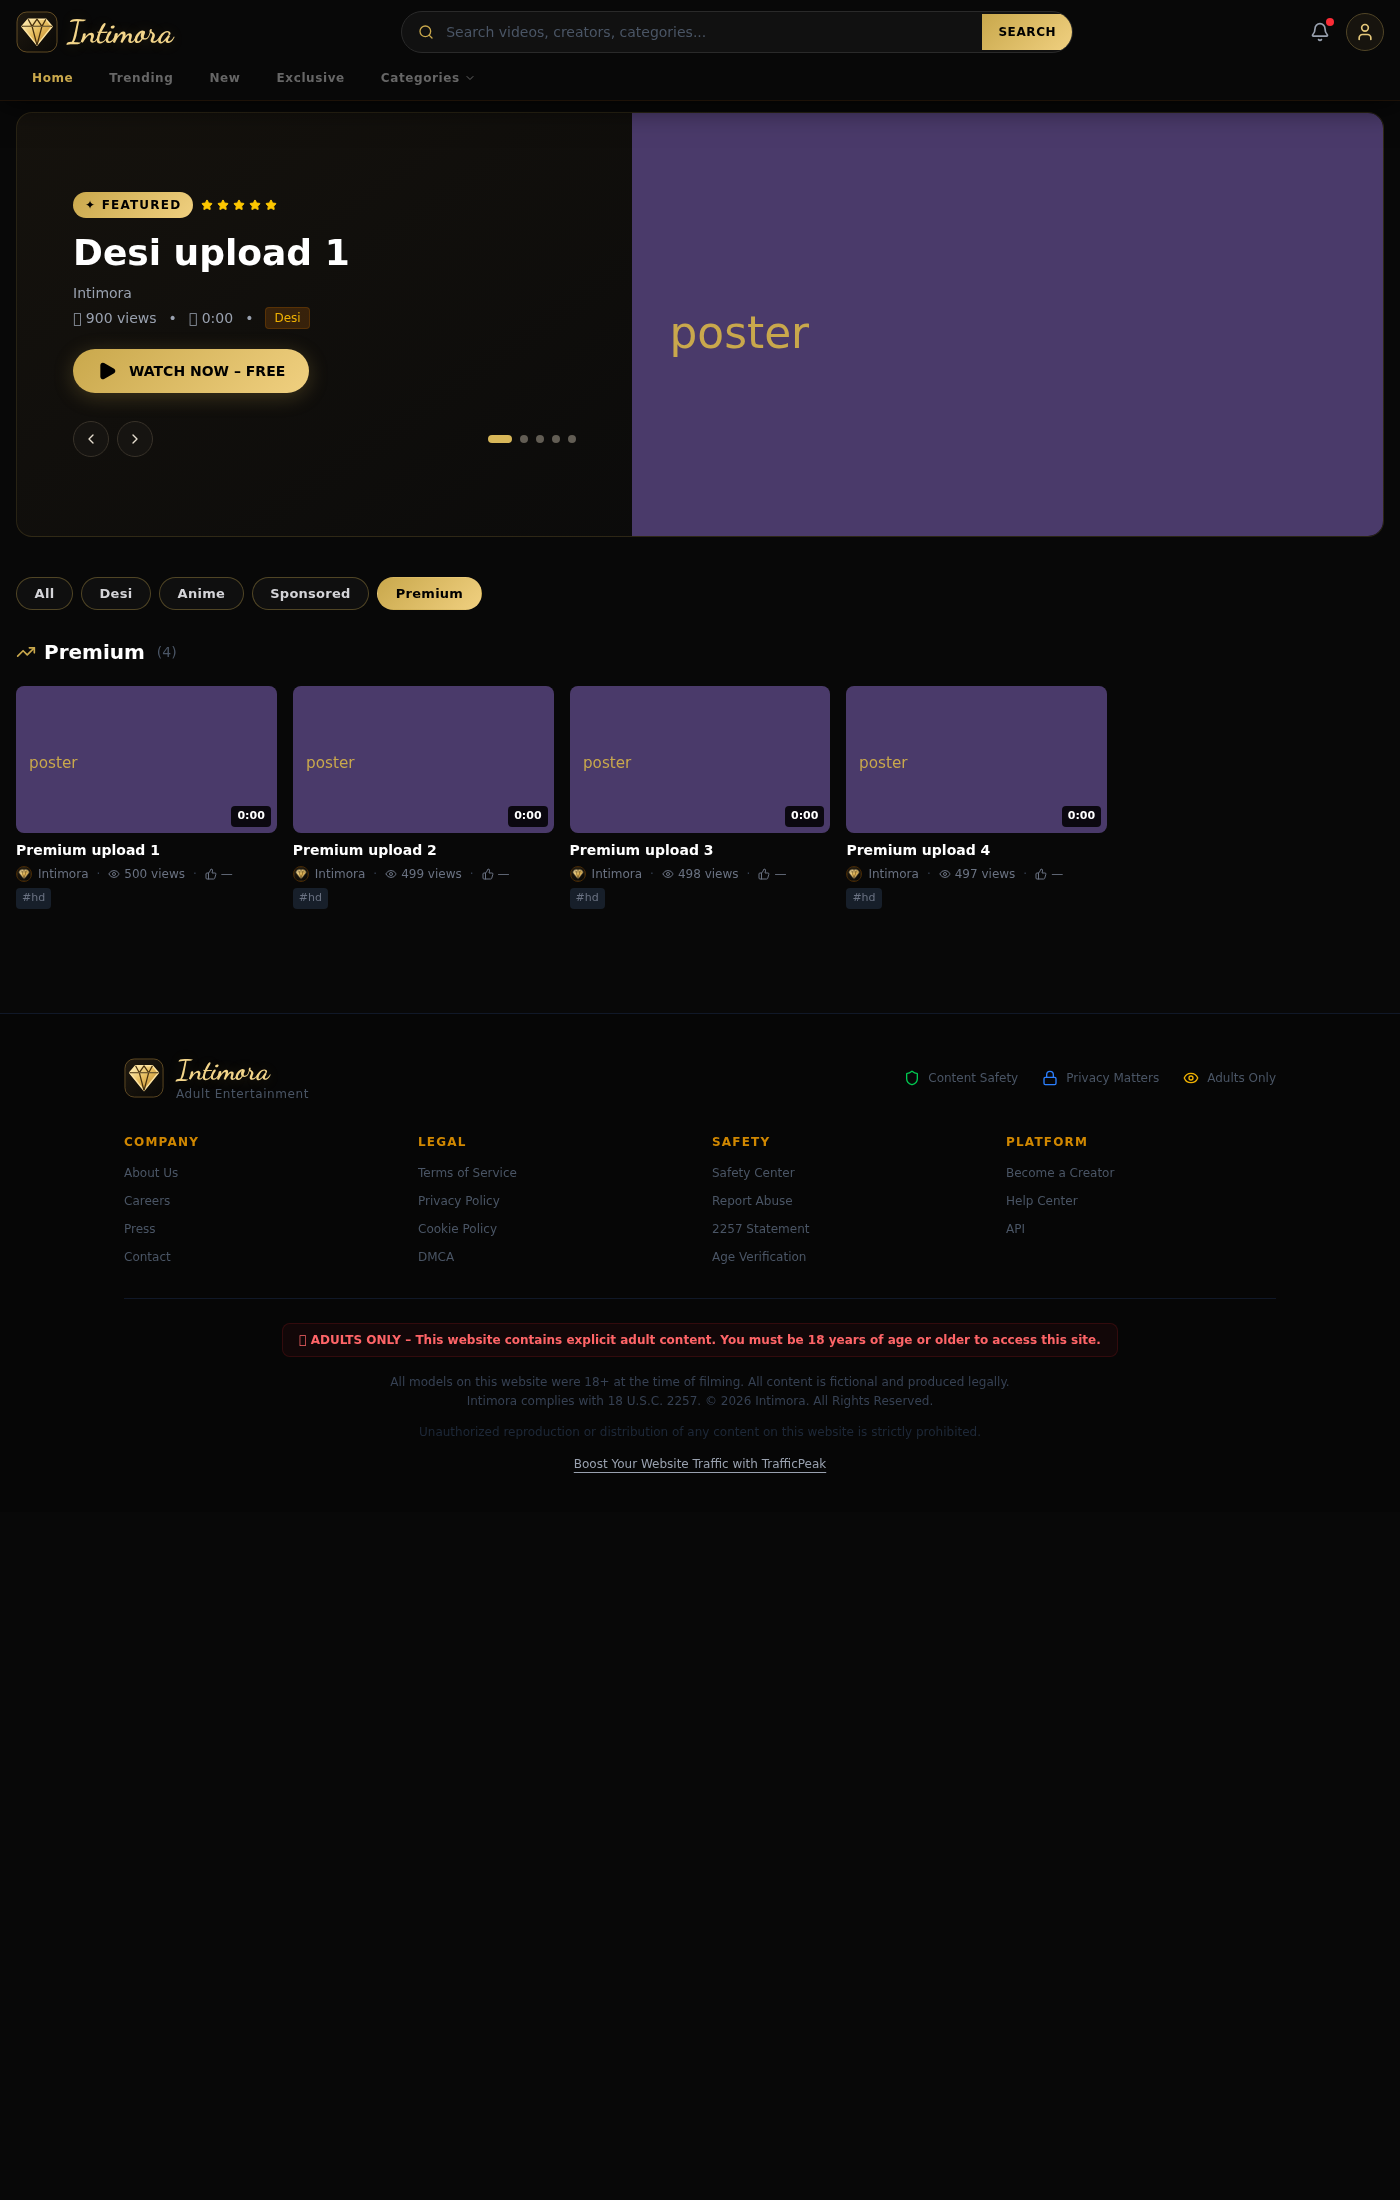 Intimora
Search videos, creators, categories...
SEARCH
Home Trending New Exclusive Categories
✦ FEATURED
Desi upload 1
Intimora
900 views • 0:00 • Desi
WATCH NOW – FREE
poster
All Desi Anime Sponsored Premium
Premium (4)
poster poster poster poster
0:00 0:00 0:00 0:00
Premium upload 1 Premium upload 2 Premium upload 3 Premium upload 4
Intimora · 500 views · — Intimora · 499 views · — Intimora · 498 views · — Intimora · 497 views · —
#hd #hd #hd #hd
Intimora
Adult Entertainment
Content Safety Privacy Matters Adults Only
COMPANY LEGAL SAFETY PLATFORM
About Us Terms of Service Safety Center Become a Creator
Careers Privacy Policy Report Abuse Help Center
Press Cookie Policy 2257 Statement API
Contact DMCA Age Verification
ADULTS ONLY – This website contains explicit adult content. You must be 18 years of age or older to access this site.
All models on this website were 18+ at the time of filming. All content is fictional and produced legally.
Intimora complies with 18 U.S.C. 2257. © 2026 Intimora. All Rights Reserved.
Unauthorized reproduction or distribution of any content on this website is strictly prohibited.
Boost Your Website Traffic with TrafficPeak